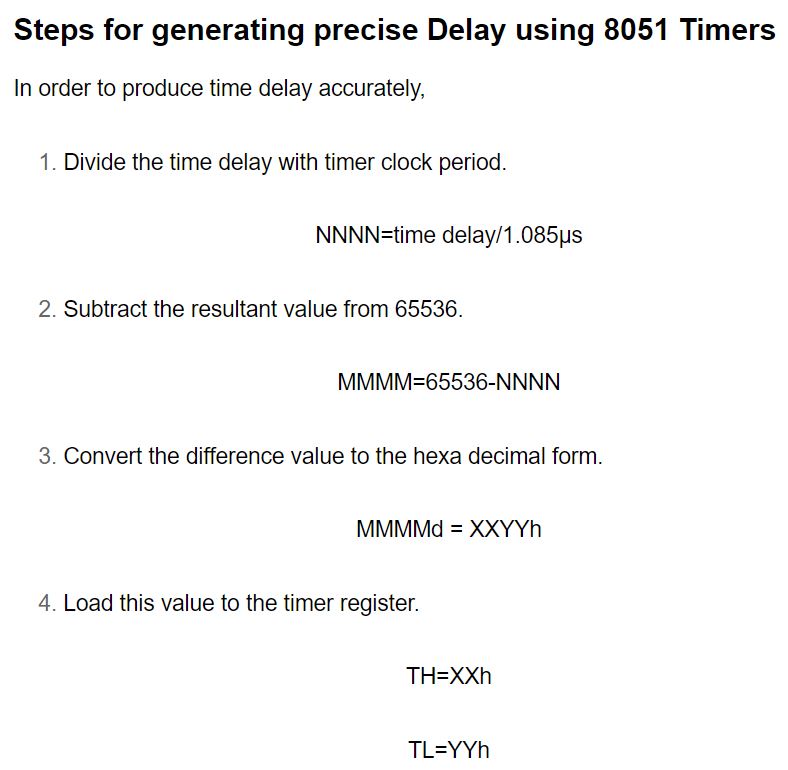 Steps for generating precise Delay using 8051 Timers
In order to produce time delay accurately,
1. Divide the time delay with timer clock period.
NNNN=time delay/1.085μs
2. Subtract the resultant value from 65536.
MMMM=65536-NNNN
3. Convert the difference value to the hexa decimal form.
MMMMd = XXYYh
4. Load this value to the timer register.
TH=XXh
TL=YYh